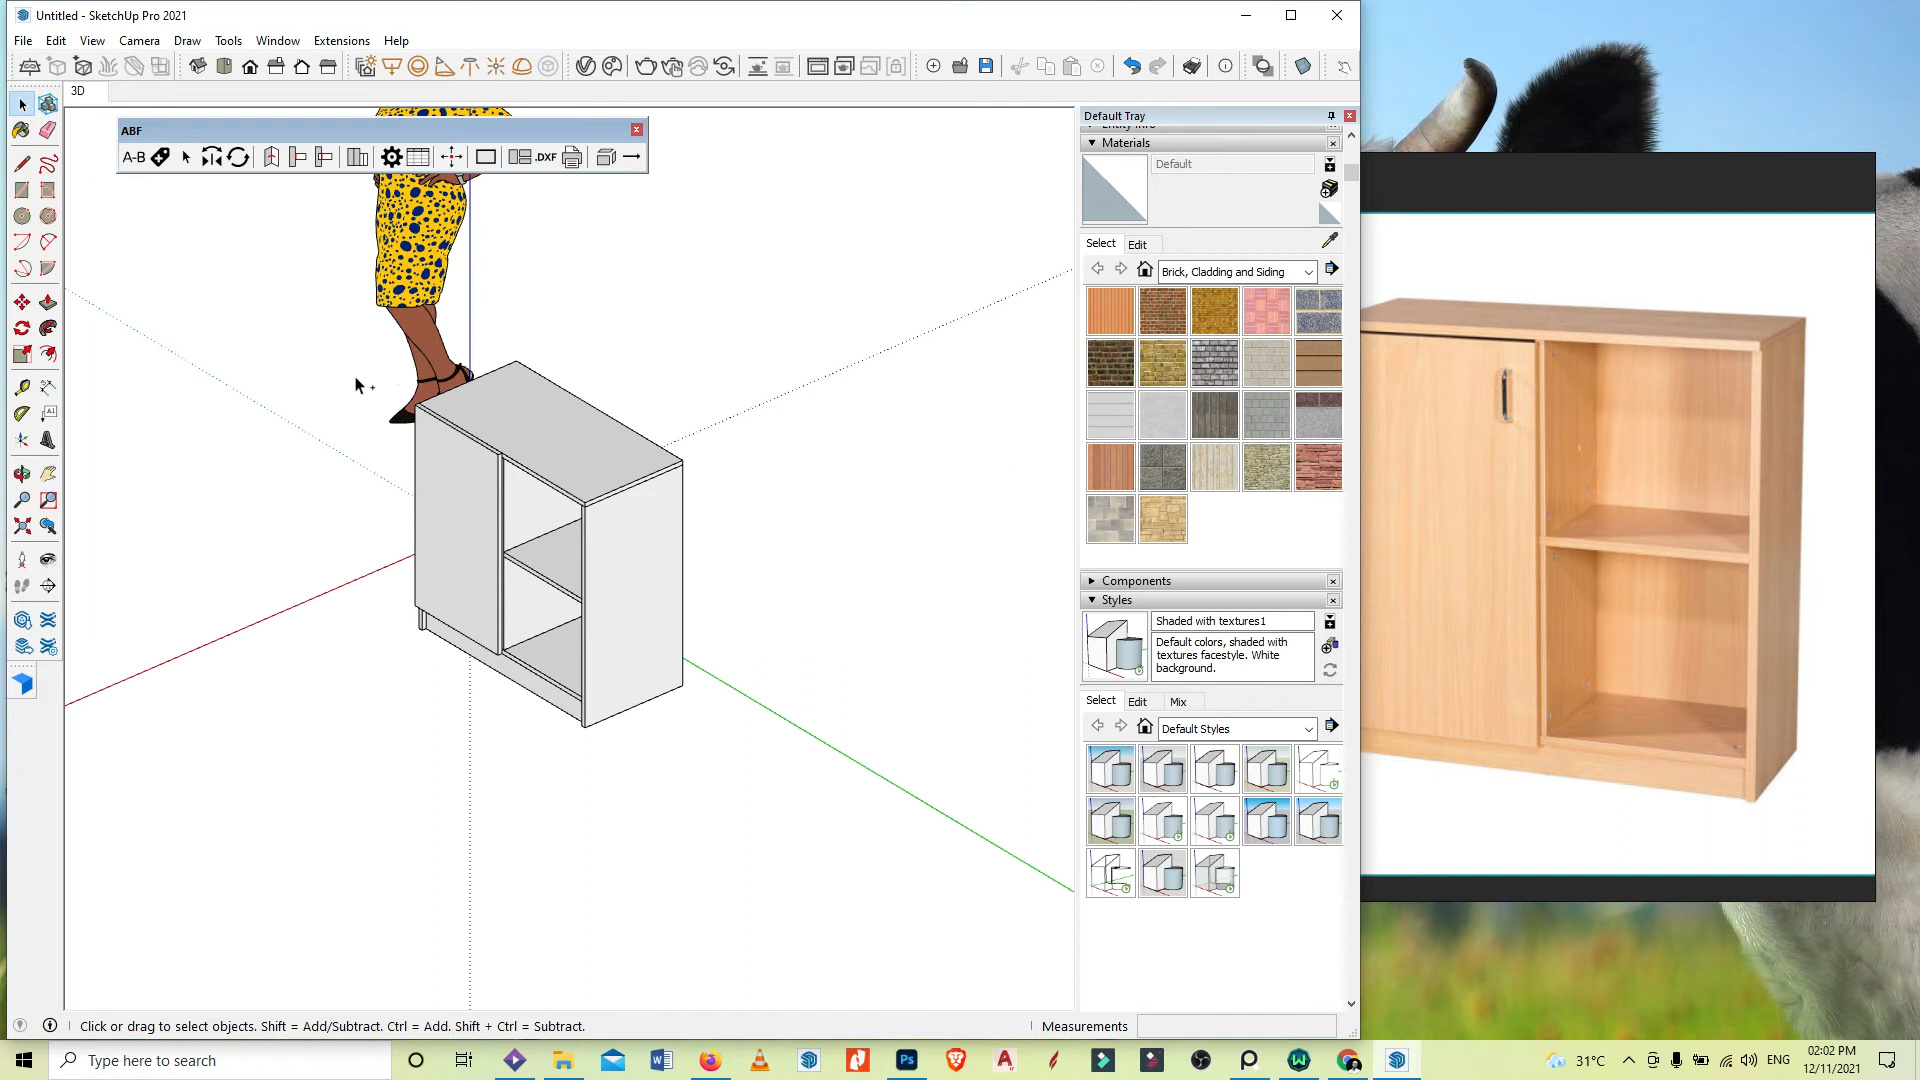 Untitled - SketchUp Pro 2021
File Edit View Camera Draw Tools Window Extensions Help
3D
ABF
A-B
.DXF
Default Tray
Materials
Default
Select Edit
Brick, Cladding and Siding
Components
Styles
Shaded with textures1
Default colors, shaded with
textures facestyle. White
background.
Select Edit Mix
Default Styles
Click or drag to select objects. Shift = Add/Subtract. Ctrl = Add. Shift + Ctrl = Subtract.
Measurements
Type here to search
31°C
ENG
02:02 PM
12/11/2021